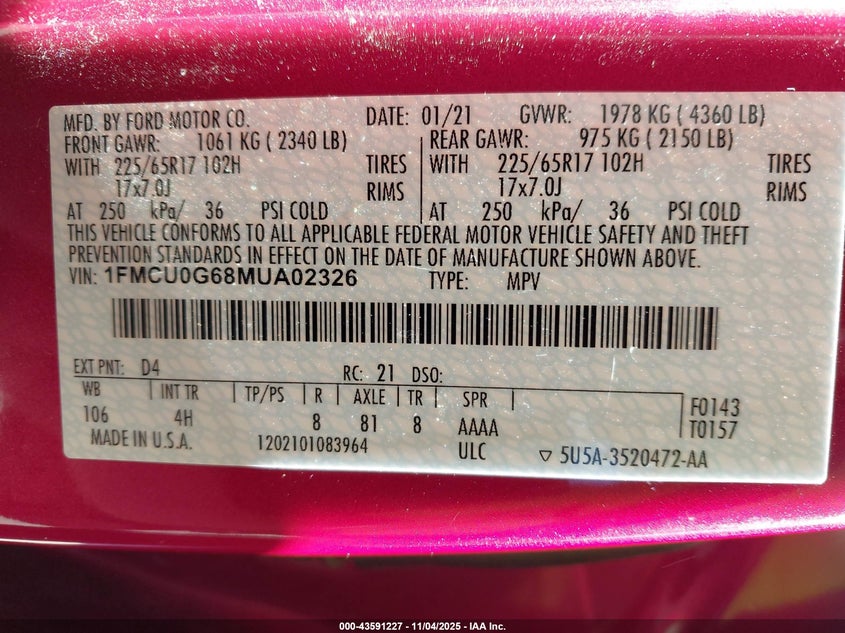 MFD. BY FORD MOTOR CO. DATE: 01/21 GVWR: 1978 KG ( 4360 LB)
FRONT GAWR: 1061 KG ( 2340 LB) REAR GAWR: 975 KG ( 2150 LB)
WITH 225/65R17 102H TIRES WITH 225/65R17 102H TIRES
17x7.0J RIMS 17x7.0J RIMS
AT 250 kPa/ 36 PSI COLD AT 250 kPa/ 36 PSI COLD
THIS VEHICLE CONFORMS TO ALL APPLICABLE FEDERAL MOTOR VEHICLE SAFETY AND THEFT
PREVENTION STANDARDS IN EFFECT ON THE DATE OF MANUFACTURE SHOWN ABOVE.
VIN: 1FMCU0G68MUA02326 TYPE: MPV
EXT PNT: D4 RC: 21 DSO:
WB INT TR TP/PS R AXLE TR SPR F0143
106 4H 8 81 8 AAAA T0157
MADE IN U.S.A. 1202101083964 ULC ▽ 5U5A-3520472-AA
000-43591227 - 11/04/2025 - IAA Inc.